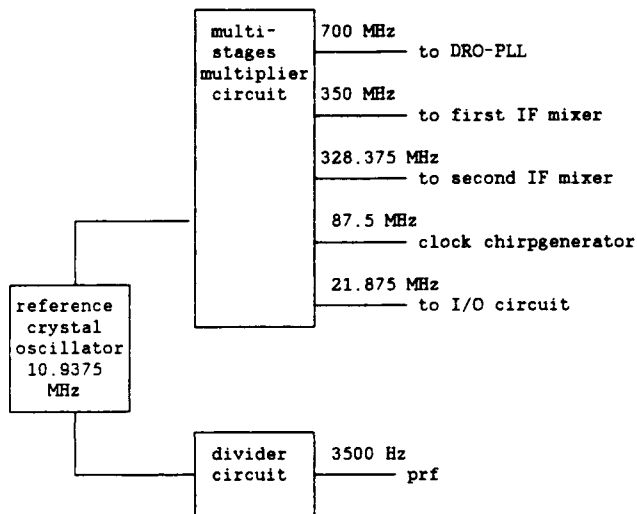 multi-
stages
multiplier
circuit
700 MHz
to DRO-PLL
350 MHz
to first IF mixer
328.375 MHz
to second IF mixer
87.5 MHz
clock chirpgenerator
21.875 MHz
to I/O circuit
reference
crystal
oscillator
10.9375
MHz
divider
circuit
3500 Hz
prf